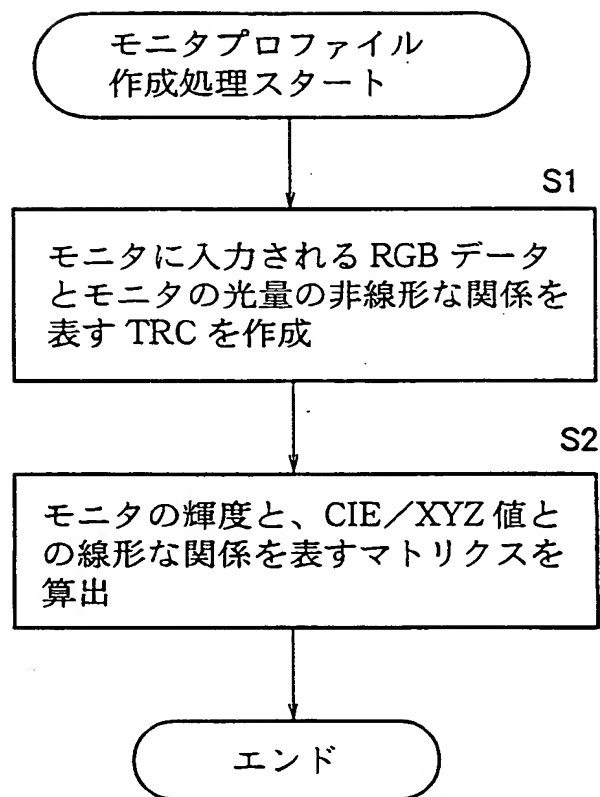 モニタプロファイル
作成処理スタート
S1
モニタに入力される RGB データ
とモニタの光量の非線形な関係を
表す TRC を作成
S2
モニタの輝度と、CIE／XYZ 値と
の線形な関係を表すマトリクスを
算出
エンド